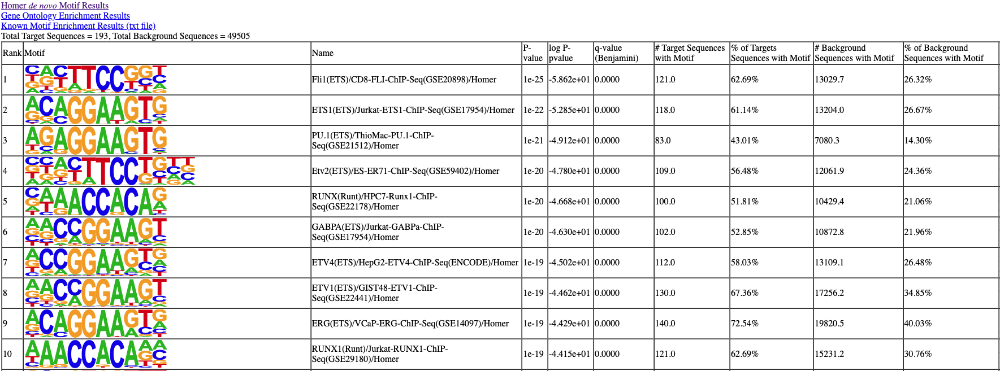 Homer de novo Motif Results
Gene Ontology Enrichment Results
Known Motif Enrichment Results (txt file)
Total Target Sequences = 193, Total Background Sequences = 49505
Rank Motif Name P-value log P-pvalue q-value (Benjamini) # Target Sequences with Motif % of Targets Sequences with Motif # Background Sequences with Motif % of Background Sequences with Motif
1 Fli1(ETS)/CD8-FLI-ChIP-Seq(GSE20898)/Homer 1e-25 -5.862e+01 0.0000 121.0 62.69% 13029.7 26.32%
2 ETS1(ETS)/Jurkat-ETS1-ChIP-Seq(GSE17954)/Homer 1e-22 -5.285e+01 0.0000 118.0 61.14% 13204.0 26.67%
3 PU.1(ETS)/ThioMac-PU.1-ChIP-Seq(GSE21512)/Homer 1e-21 -4.912e+01 0.0000 83.0 43.01% 7080.3 14.30%
4 Etv2(ETS)/ES-ER71-ChIP-Seq(GSE59402)/Homer 1e-20 -4.780e+01 0.0000 109.0 56.48% 12061.9 24.36%
5 RUNX(Runt)/HPC7-Runx1-ChIP-Seq(GSE22178)/Homer 1e-20 -4.668e+01 0.0000 100.0 51.81% 10429.4 21.06%
6 GABPA(ETS)/Jurkat-GABPa-ChIP-Seq(GSE17954)/Homer 1e-20 -4.630e+01 0.0000 102.0 52.85% 10872.8 21.96%
7 ETV4(ETS)/HepG2-ETV4-ChIP-Seq(ENCODE)/Homer 1e-19 -4.502e+01 0.0000 112.0 58.03% 13109.1 26.48%
8 ETV1(ETS)/GIST48-ETV1-ChIP-Seq(GSE22441)/Homer 1e-19 -4.462e+01 0.0000 130.0 67.36% 17256.2 34.85%
9 ERG(ETS)/VCaP-ERG-ChIP-Seq(GSE14097)/Homer 1e-19 -4.429e+01 0.0000 140.0 72.54% 19820.5 40.03%
10 RUNX1(Runt)/Jurkat-RUNX1-ChIP-Seq(GSE29180)/Homer 1e-19 -4.415e+01 0.0000 121.0 62.69% 15231.2 30.76%